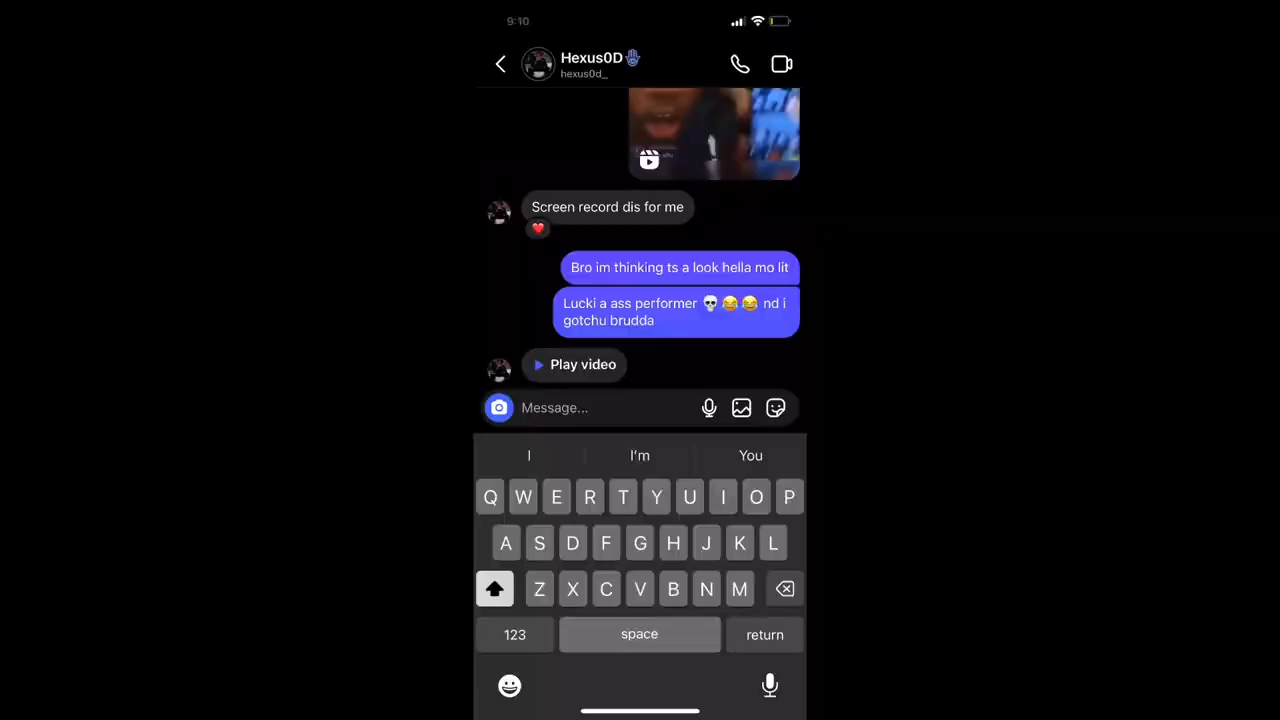 9:10
Hexus0D🪬
hexus0d_
Screen record dis for me
❤️
Bro im thinking ts a look hella mo lit
Lucki a ass performer 💀😂😂 nd i
gotchu brudda
Play video
Message...
I I'm You
Q W E R T Y U I O P
A S D F G H J K L
Z X C V B N M
123 space return